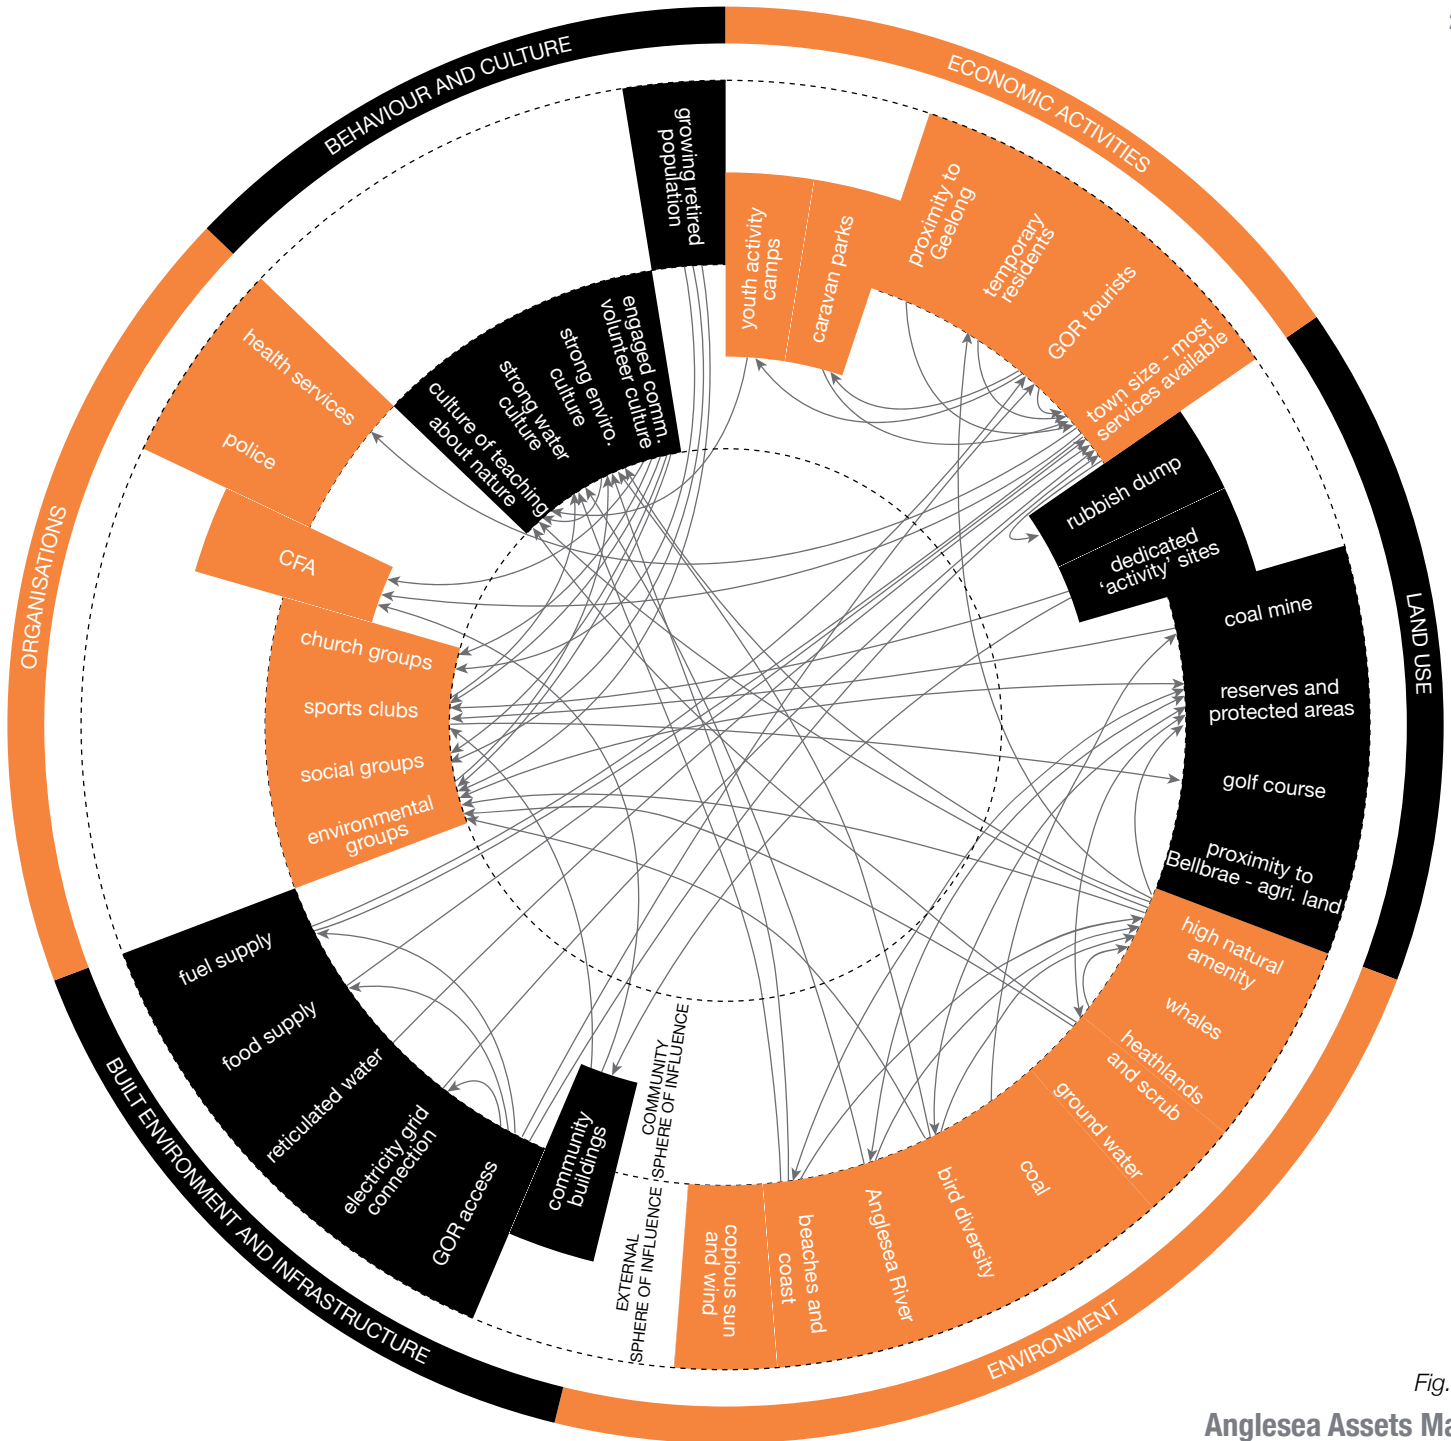 BEHAVIOUR AND CULTURE
ECONOMIC ACTIVITIES
LAND USE
ENVIRONMENT
BUILT ENVIRONMENT AND INFRASTRUCTURE
ORGANISATIONS
growing retired
population
engaged comm.
volunteer culture
strong enviro.
culture
strong water
culture
culture of teaching
about nature
youth activity
camps
caravan parks
proximity to
Geelong
temporary
residents
GOR tourists
town size - most
services available
rubbish dump
dedicated
‘activity’ sites
coal mine
reserves and
protected areas
golf course
proximity to
Bellbrae - agri. land
high natural
amenity
whales
heathlands
and scrub
ground water
coal
bird diversity
Anglesea River
beaches and
coast
copious sun
and wind
COMMUNITY
SPHERE OF INFLUENCE
EXTERNAL
SPHERE OF INFLUENCE
community
buildings
GOR access
electricity grid
connection
reticulated water
food supply
fuel supply
environmental
groups
social groups
sports clubs
church groups
CFA
police
health services
Fig.
Anglesea Assets Ma